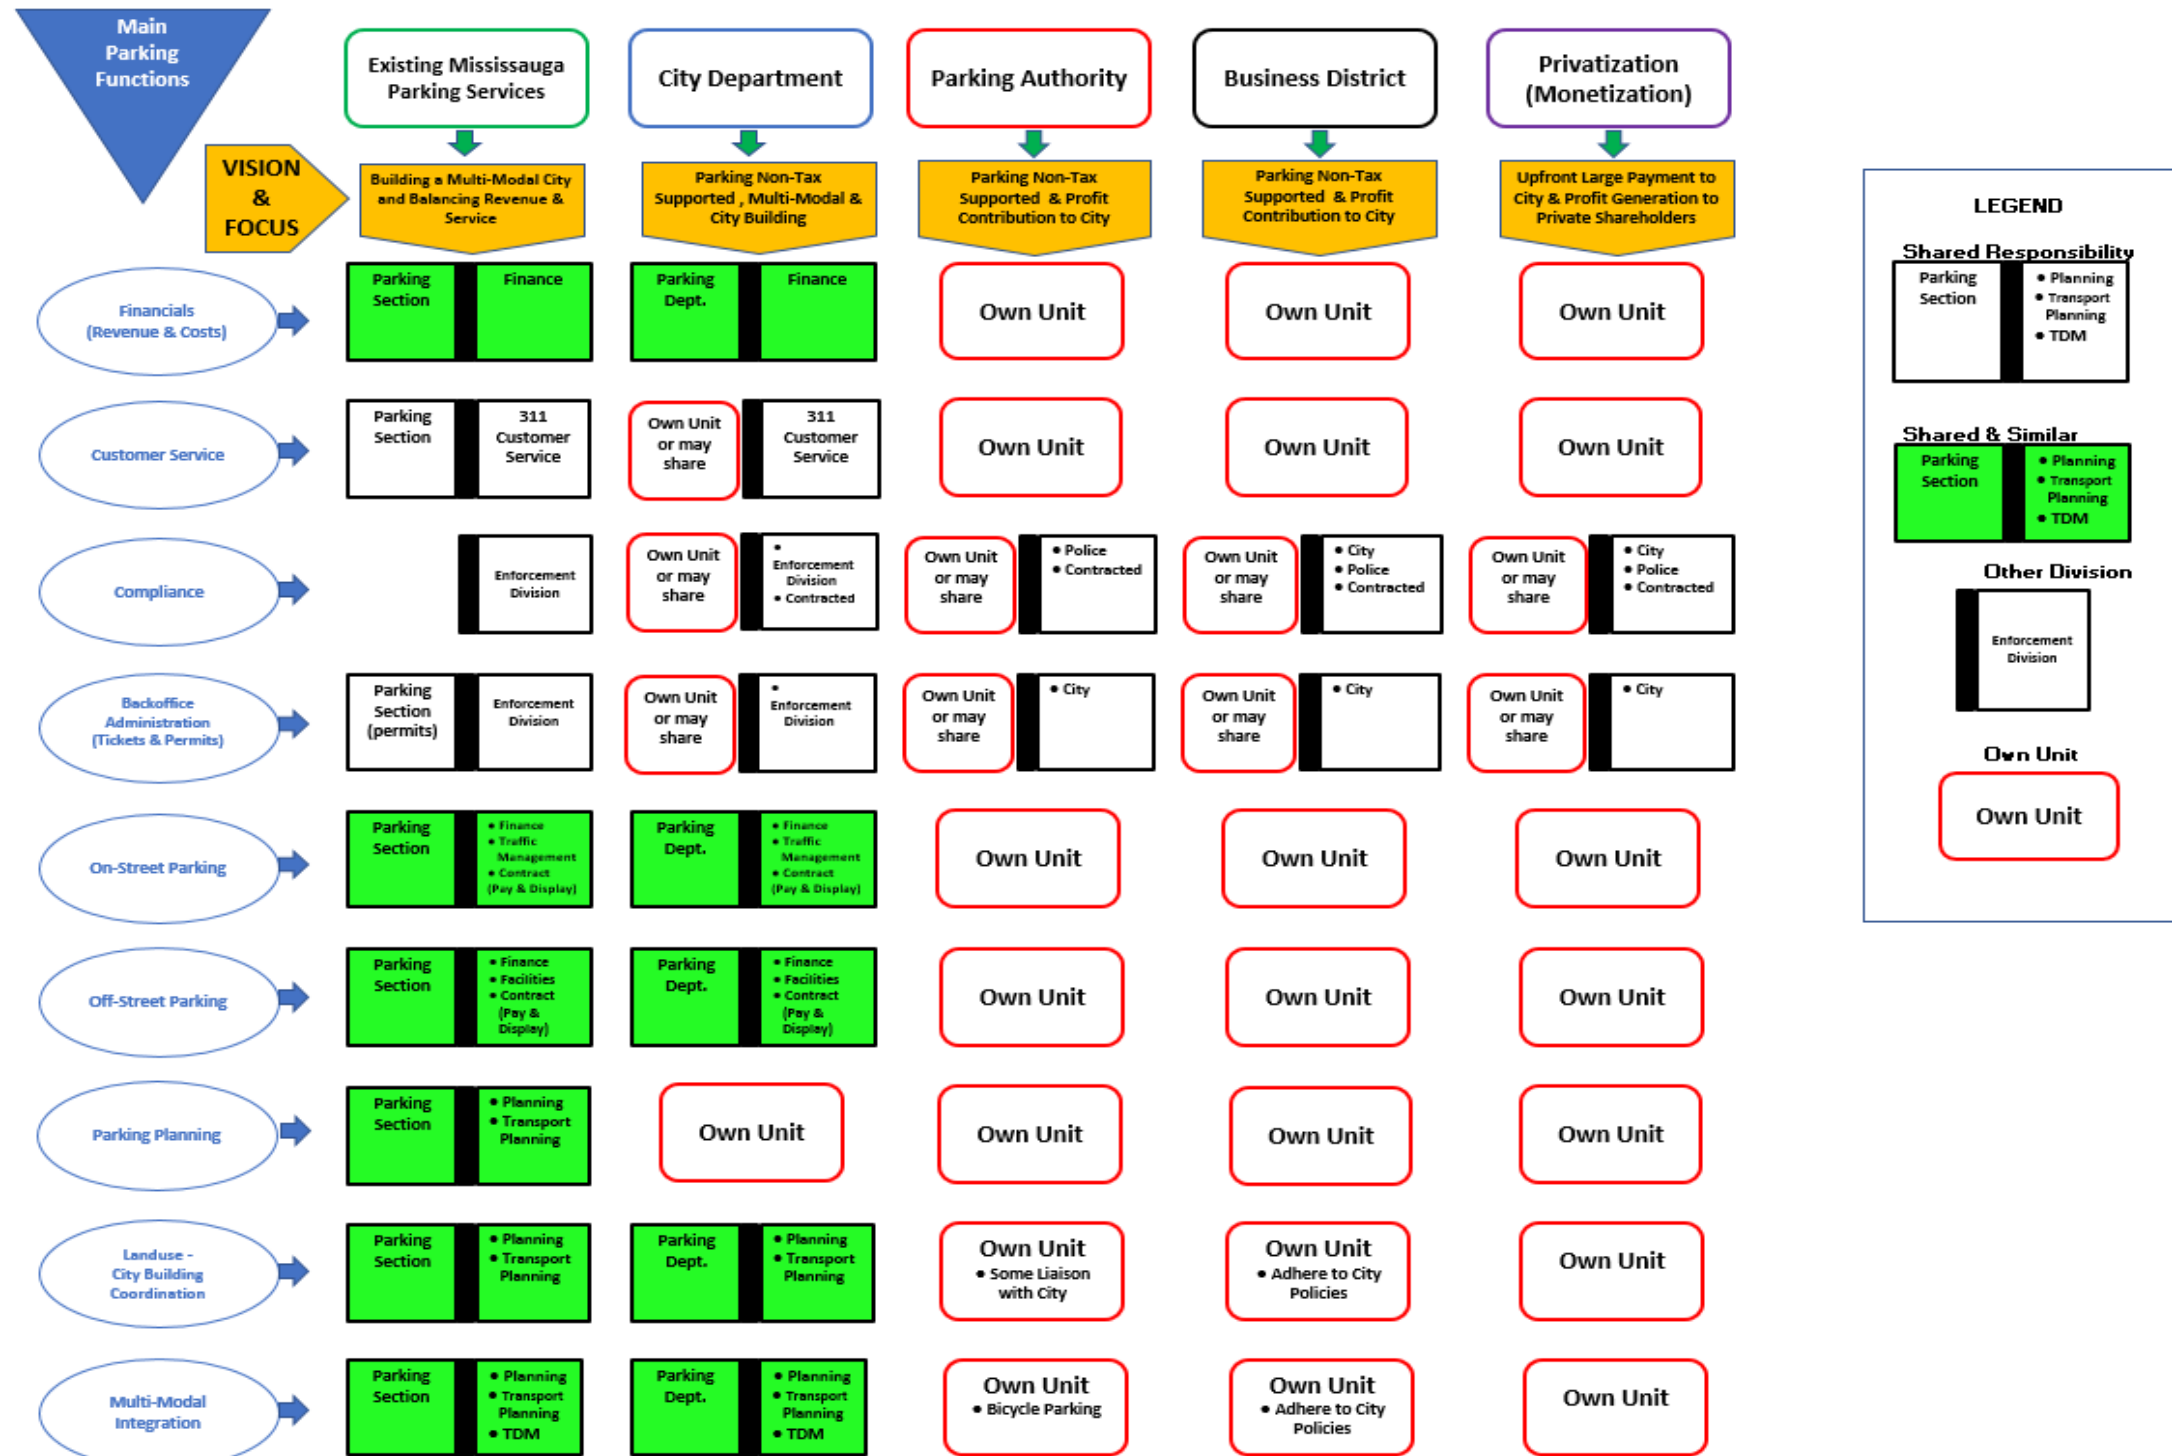 Main
Parking
Functions
Existing Mississauga
Parking Services
City Department
Parking Authority
Business District
Privatization
(Monetization)
VISION
&
FOCUS
Building a Multi-Modal City
and Balancing Revenue &
Service
Parking Non-Tax
Supported , Multi-Modal &
City Building
Parking Non-Tax
Supported & Profit
Contribution to City
Parking Non-Tax
Supported & Profit
Contribution to City
Upfront Large Payment to
City & Profit Generation to
Private Shareholders
Financials
(Revenue & Costs)
Parking
Section
Finance
Parking
Dept.
Finance
Own Unit
Own Unit
Own Unit
Customer Service
Parking
Section
311
Customer
Service
Own Unit
or may
share
311
Customer
Service
Own Unit
Own Unit
Own Unit
Compliance
Enforcement
Division
Own Unit
or may
share
•
Enforcement
Division
• Contracted
Own Unit
or may
share
• Police
• Contracted
Own Unit
or may
share
• City
• Police
• Contracted
Own Unit
or may
share
• City
• Police
• Contracted
Backoffice
Administration
(Tickets & Permits)
Parking
Section
(permits)
Enforcement
Division
Own Unit
or may
share
•
Enforcement
Division
Own Unit
or may
share
• City
Own Unit
or may
share
• City
Own Unit
or may
share
• City
On-Street Parking
Parking
Section
• Finance
• Traffic
Management
• Contract
(Pay & Display)
Parking
Dept.
• Finance
• Traffic
Management
• Contract
(Pay & Display)
Own Unit
Own Unit
Own Unit
Off-Street Parking
Parking
Section
• Finance
• Facilities
• Contract
(Pay &
Display)
Parking
Dept.
• Finance
• Facilities
• Contract
(Pay &
Display)
Own Unit
Own Unit
Own Unit
Parking Planning
Parking
Section
• Planning
• Transport
Planning
Own Unit
Own Unit
Own Unit
Own Unit
Landuse -
City Building
Coordination
Parking
Section
• Planning
• Transport
Planning
Parking
Dept.
• Planning
• Transport
Planning
Own Unit
• Some Liaison
with City
Own Unit
• Adhere to City
Policies
Own Unit
Multi-Modal
Integration
Parking
Section
• Planning
• Transport
Planning
• TDM
Parking
Dept.
• Planning
• Transport
Planning
• TDM
Own Unit
• Bicycle Parking
Own Unit
• Adhere to City
Policies
Own Unit
LEGEND
Shared Responsibility
Parking
Section
• Planning
• Transport
Planning
• TDM
Shared & Similar
Parking
Section
• Planning
• Transport
Planning
• TDM
Other Division
Enforcement
Division
Own Unit
Own Unit